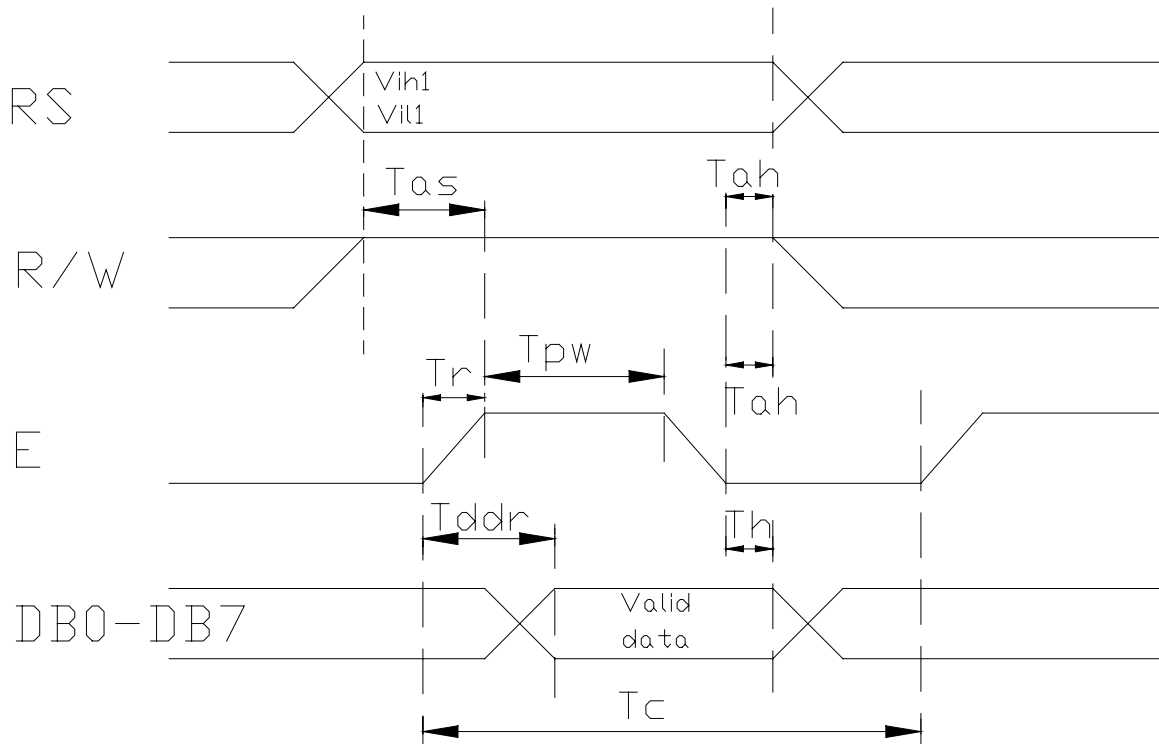 RS
Vih1
Vil1
Tas
Tah
R/W
Tpw
Tr
Tah
E
Tddr
Th
DB0-DB7
Valid
data
Tc